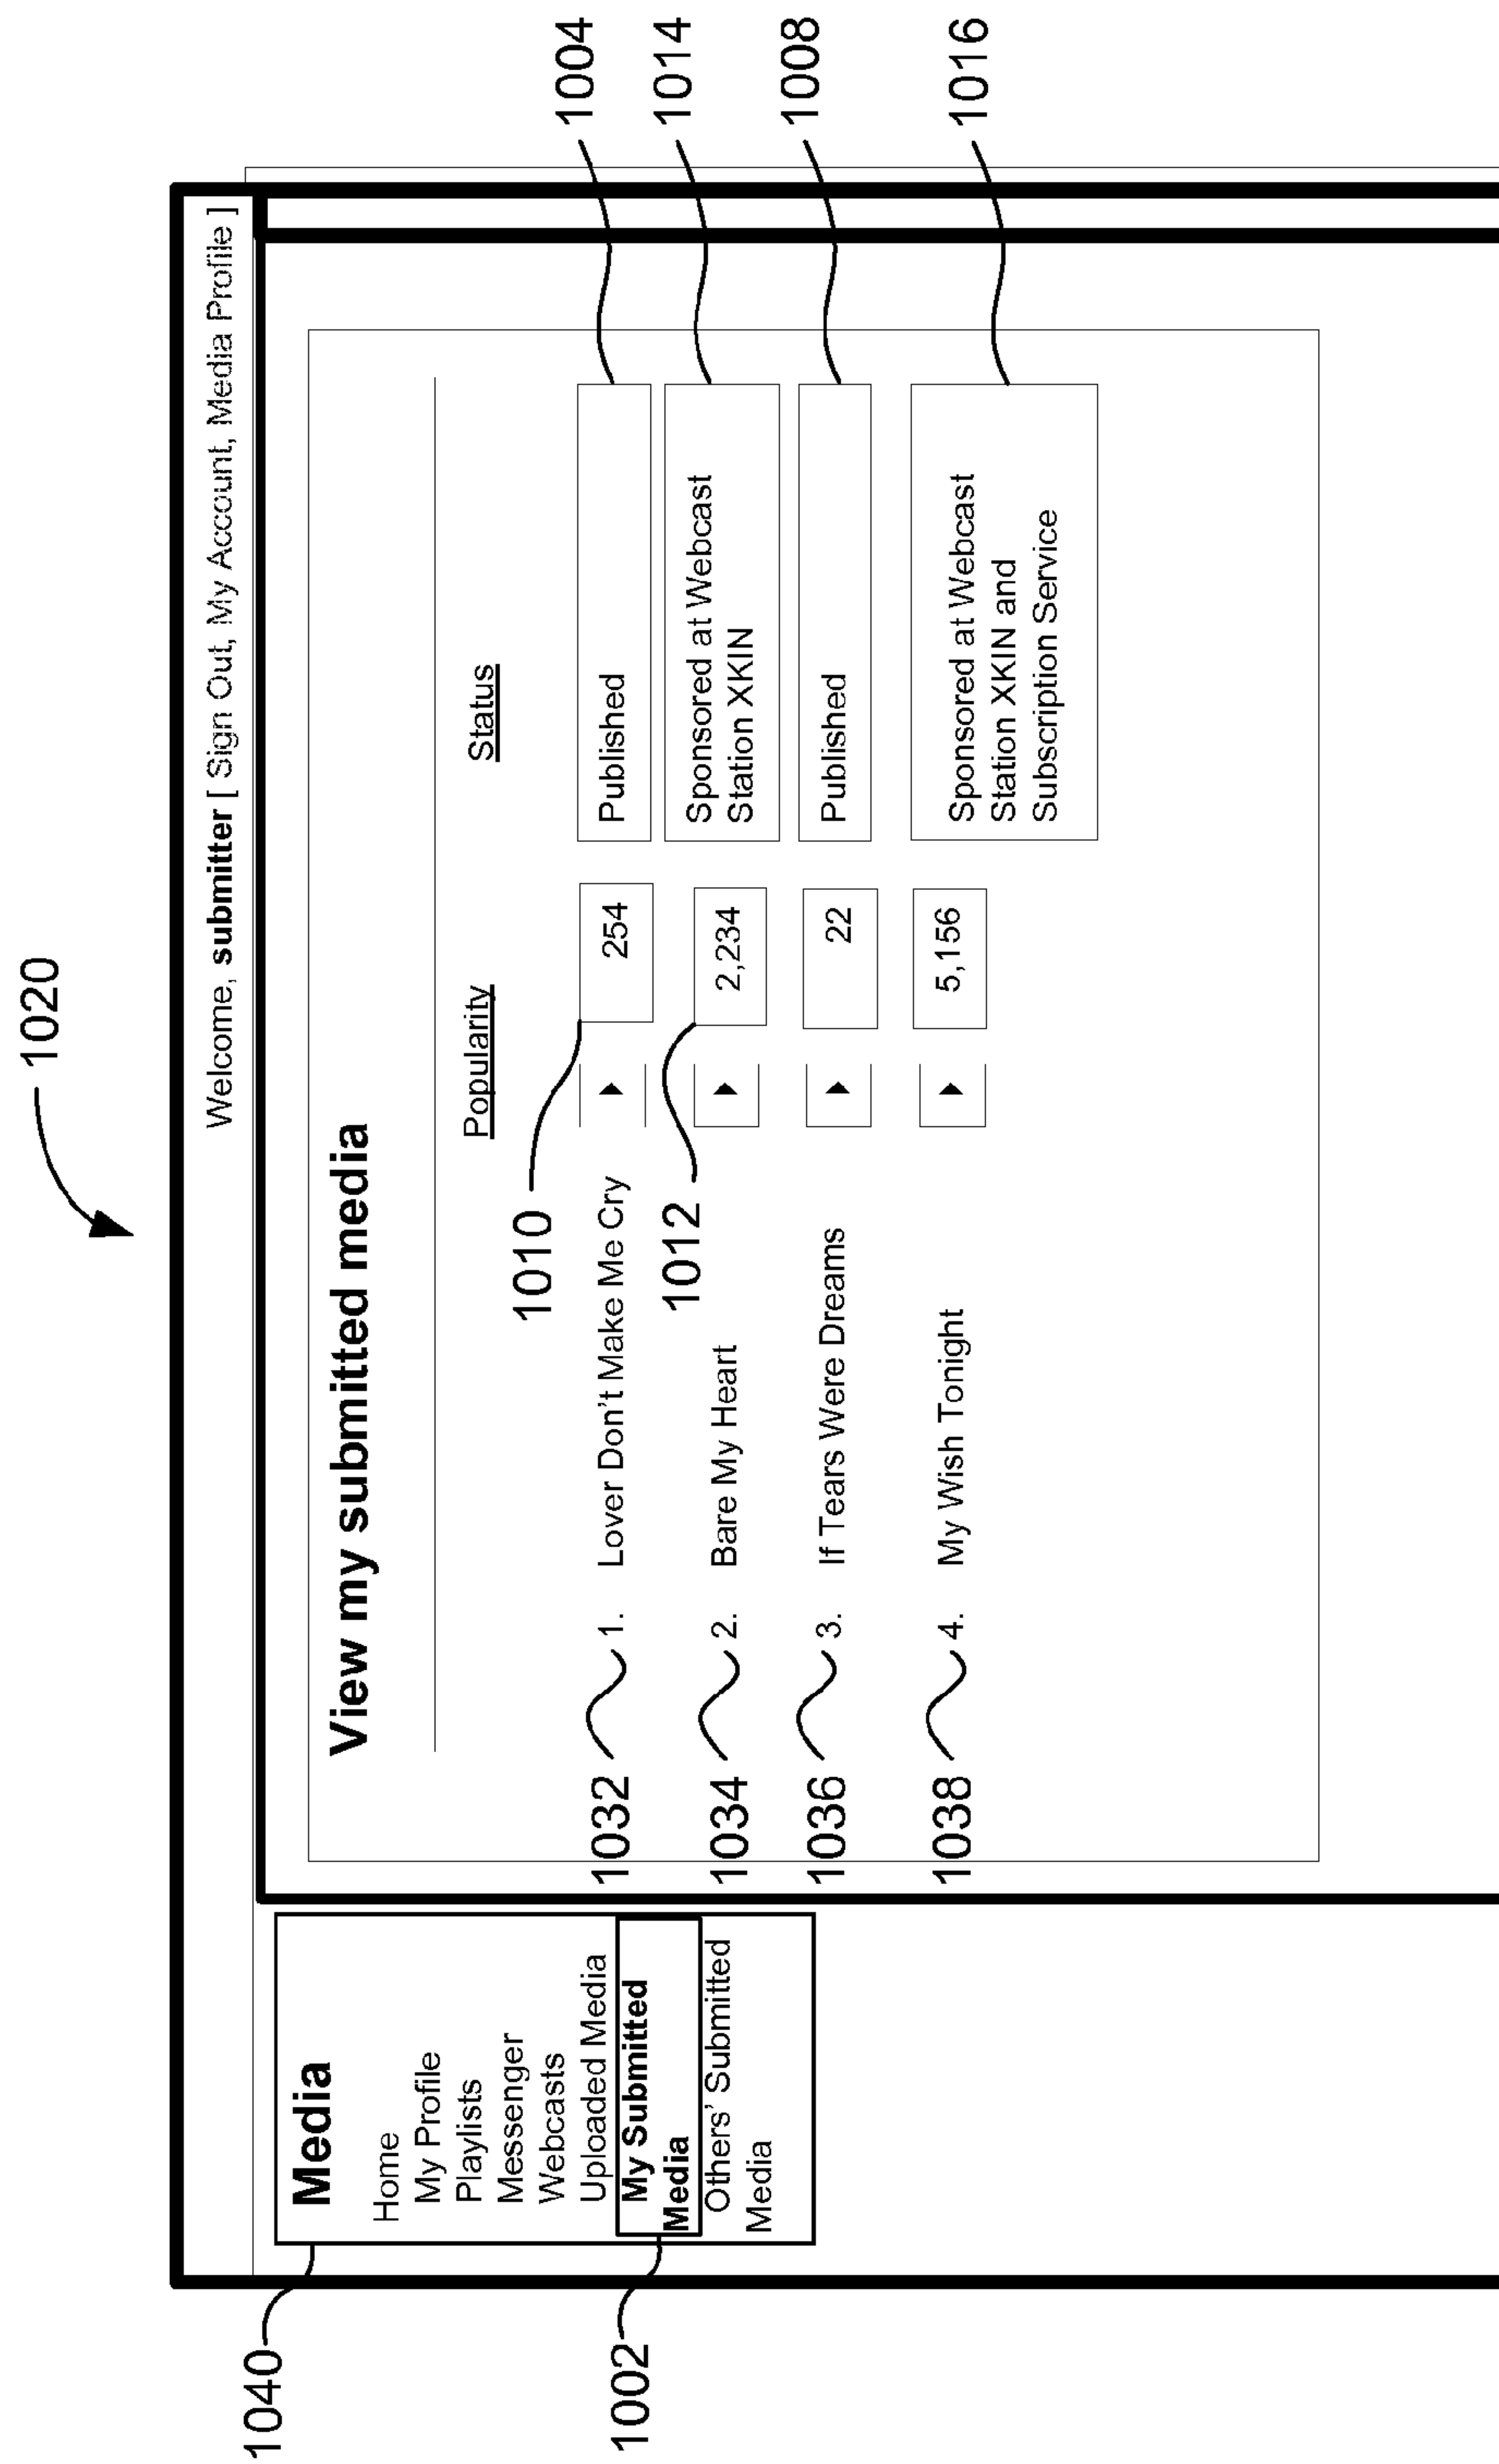 1020
Welcome, submitter [ Sign Out, My Account, Media Profile ]
1040
Media
Home
My Profile
Playlists
Messenger
Webcasts
Uploaded Media
1002
My Submitted
Media
Others' Submitted
Media
View my submitted media
Popularity
Status
1010
1032
1. Lover Don't Make Me Cry
254
Published
1004
1012
1034
2. Bare My Heart
2,234
Sponsored at Webcast
Station XKIN
1014
1036
3. If Tears Were Dreams
22
Published
1008
1038
4. My Wish Tonight
5,156
Sponsored at Webcast
Station XKIN and
Subscription Service
1016